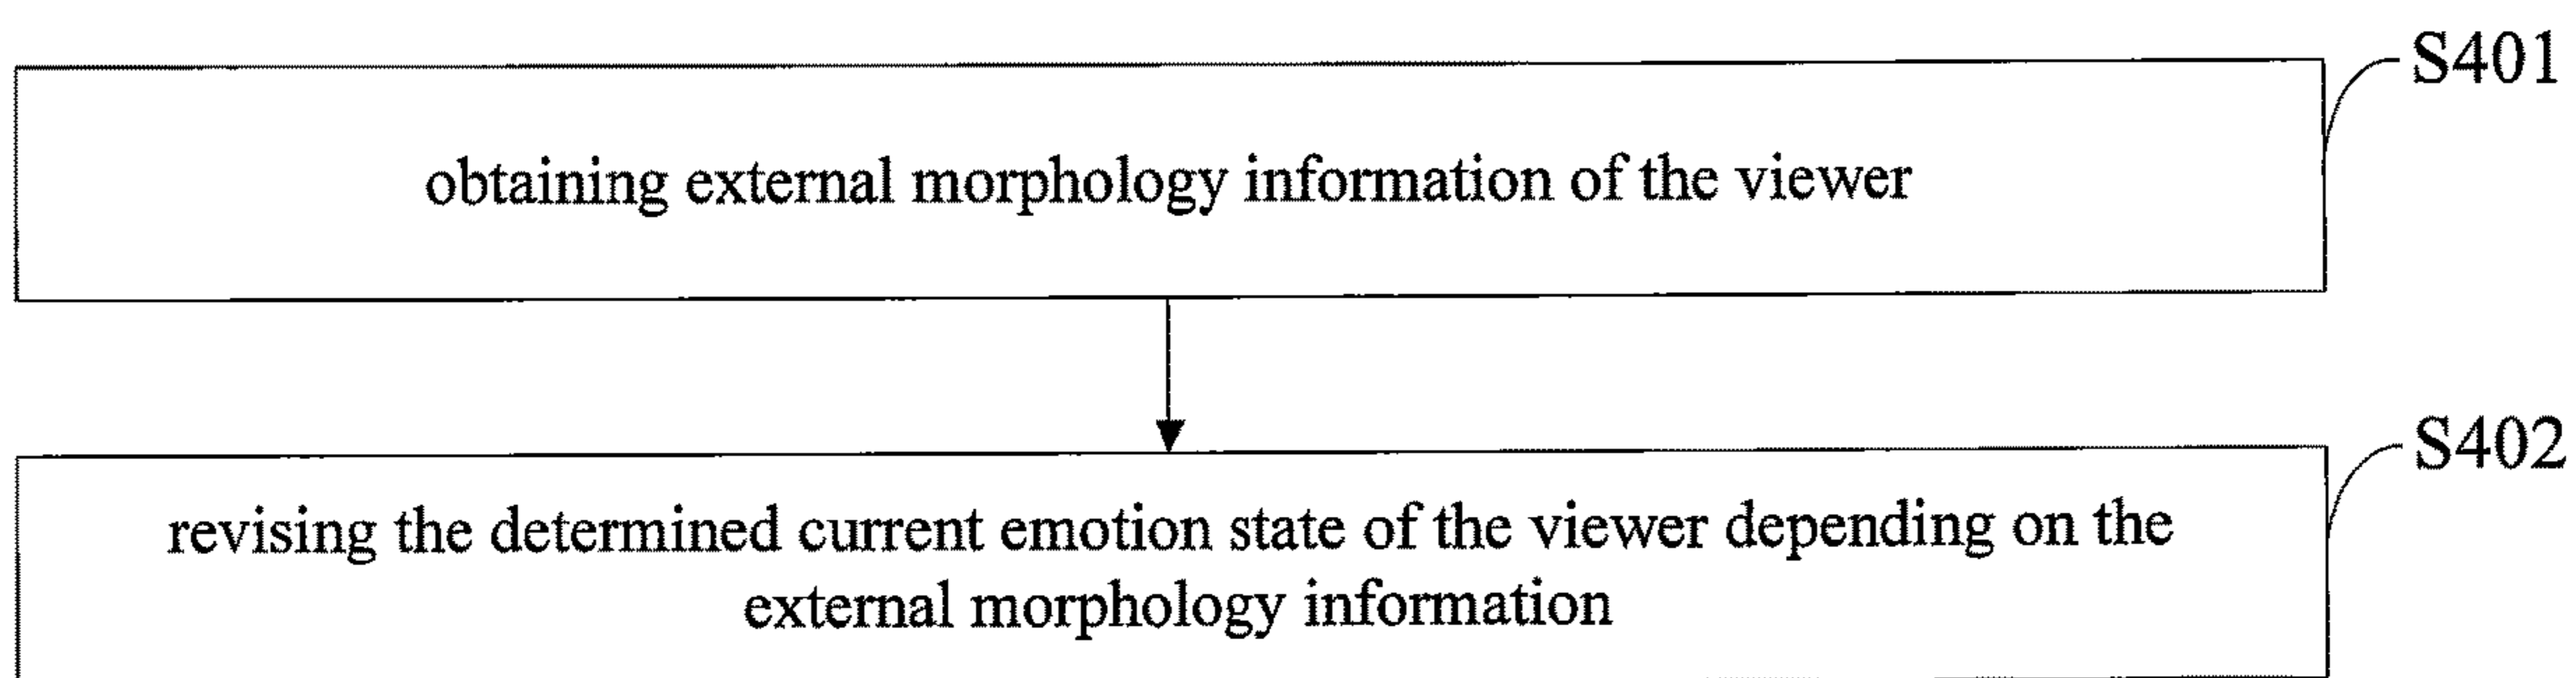 S401
obtaining external morphology information of the viewer
S402
revising the determined current emotion state of the viewer depending on the
external morphology information